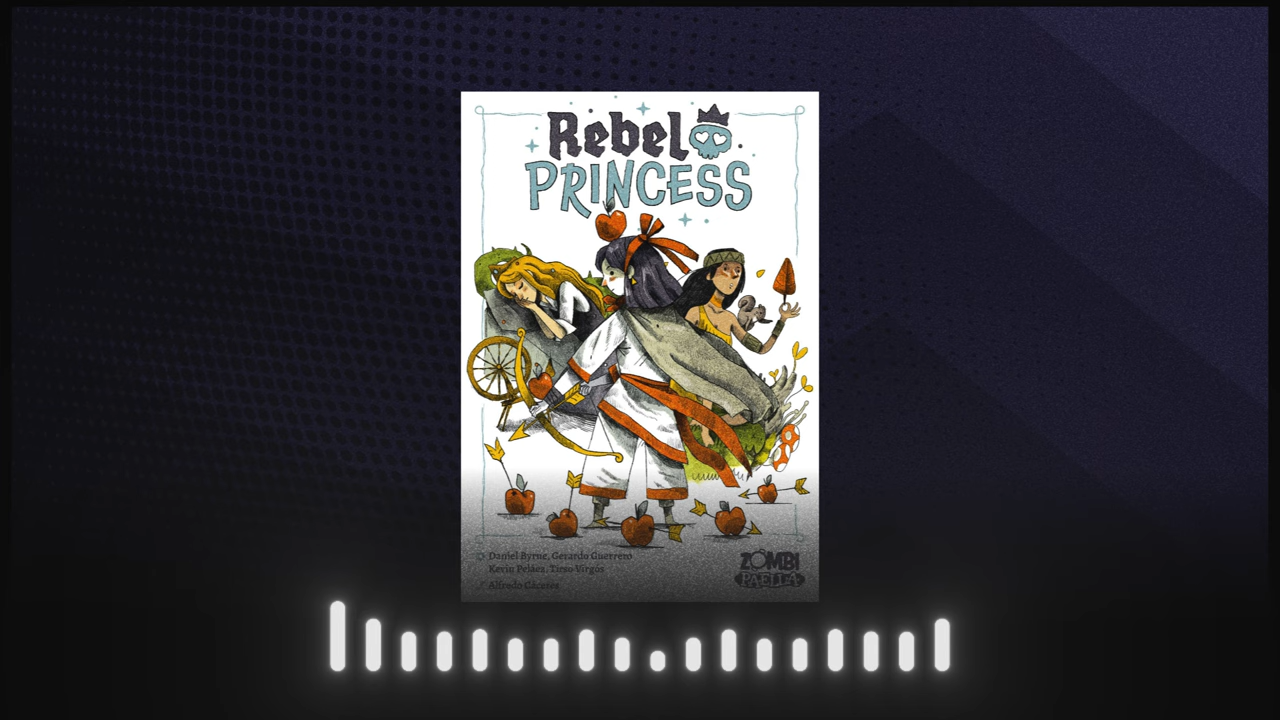 Rebel
PRINCESS
Daniel Byrne, Gerardo Guerrero
Kevin Peláez, Tirso Virgós
Alfredo Cáceres
ZOMBI
PAELLA